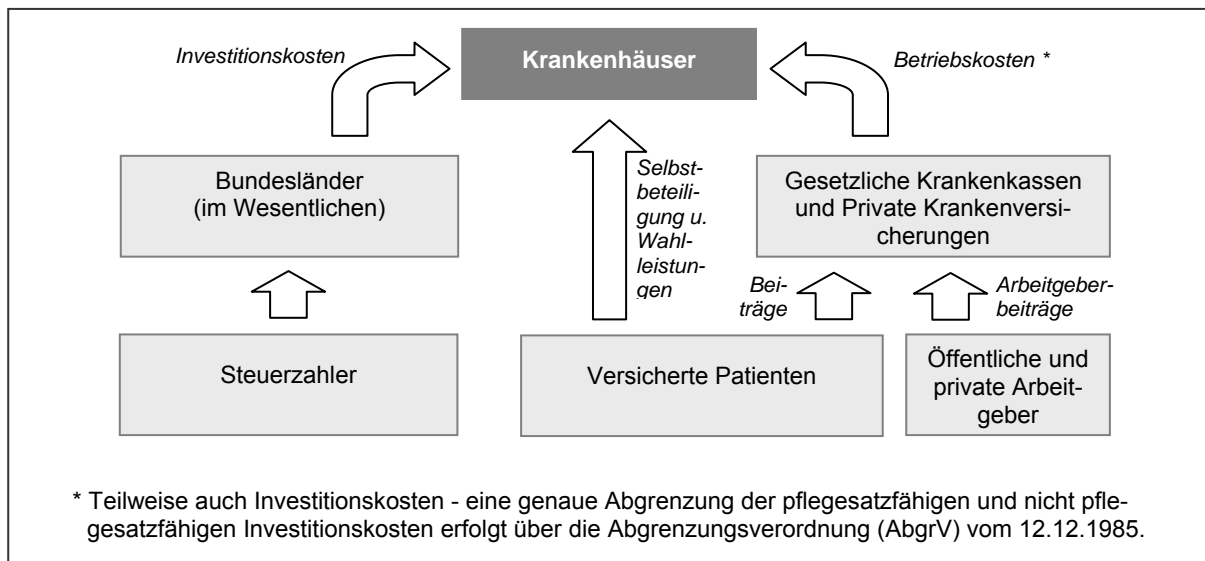 Investitionskosten
Krankenhäuser
Betriebskosten *
Bundesländer
(im Wesentlichen)
Selbst-
beteili-
gung u.
Wahl-
leistun-
gen
Gesetzliche Krankenkassen
und Private Krankenversi-
cherungen
Bei-
träge
Arbeitgeber-
beiträge
Steuerzahler
Versicherte Patienten
Öffentliche und
private Arbeit-
geber
* Teilweise auch Investitionskosten - eine genaue Abgrenzung der pflegesatzfähigen und nicht pfle-
gesatzfähigen Investitionskosten erfolgt über die Abgrenzungsverordnung (AbgrV) vom 12.12.1985.